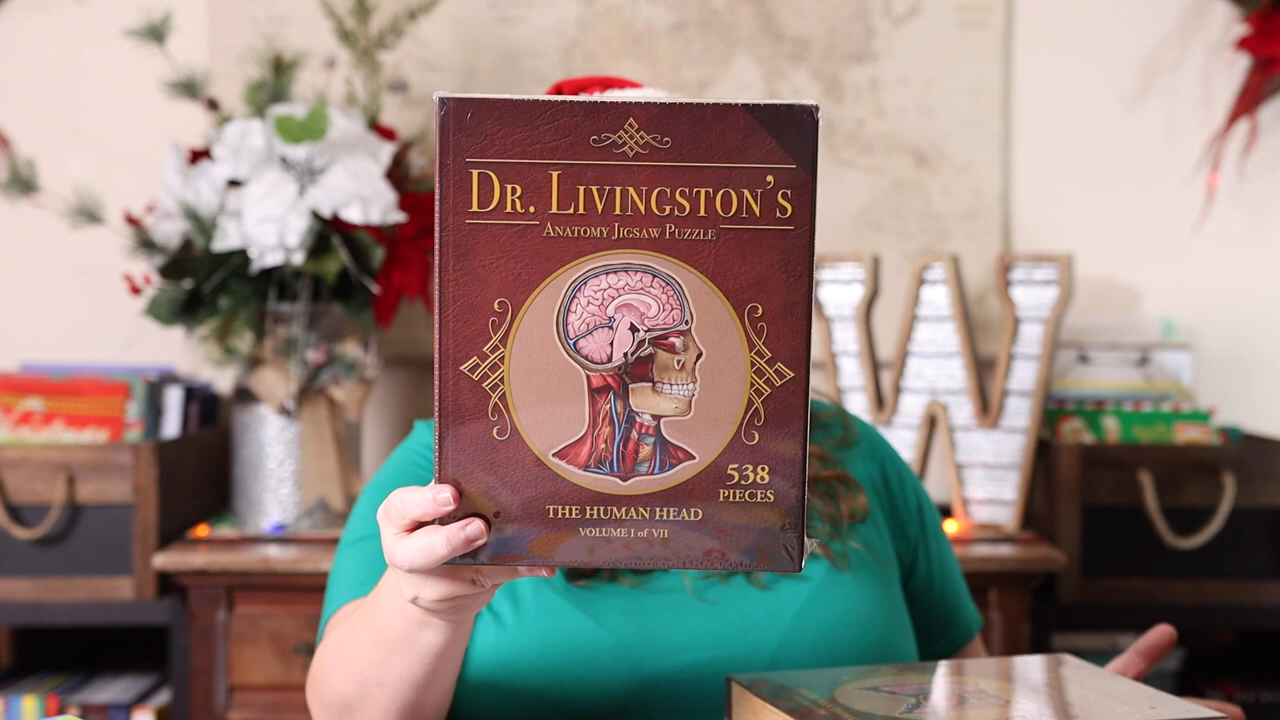 DR. LIVINGSTON'S
ANATOMY JIGSAW PUZZLE
538
PIECES
THE HUMAN HEAD
VOLUME I of VII
W